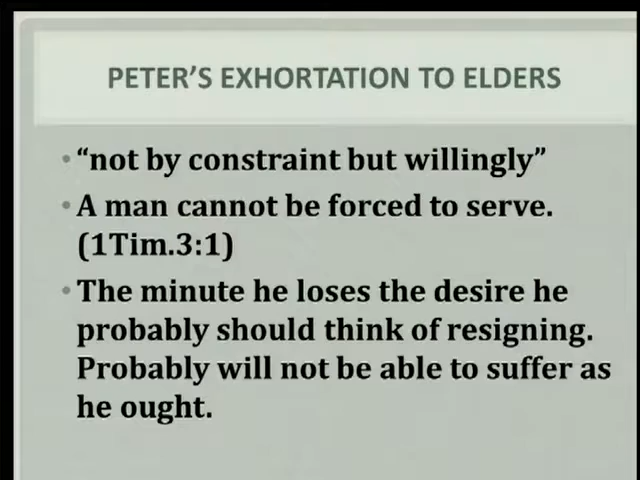 PETER’S EXHORTATION TO ELDERS
• “not by constraint but willingly”
• A man cannot be forced to serve.
(1Tim.3:1)
• The minute he loses the desire he
probably should think of resigning.
Probably will not be able to suffer as
he ought.